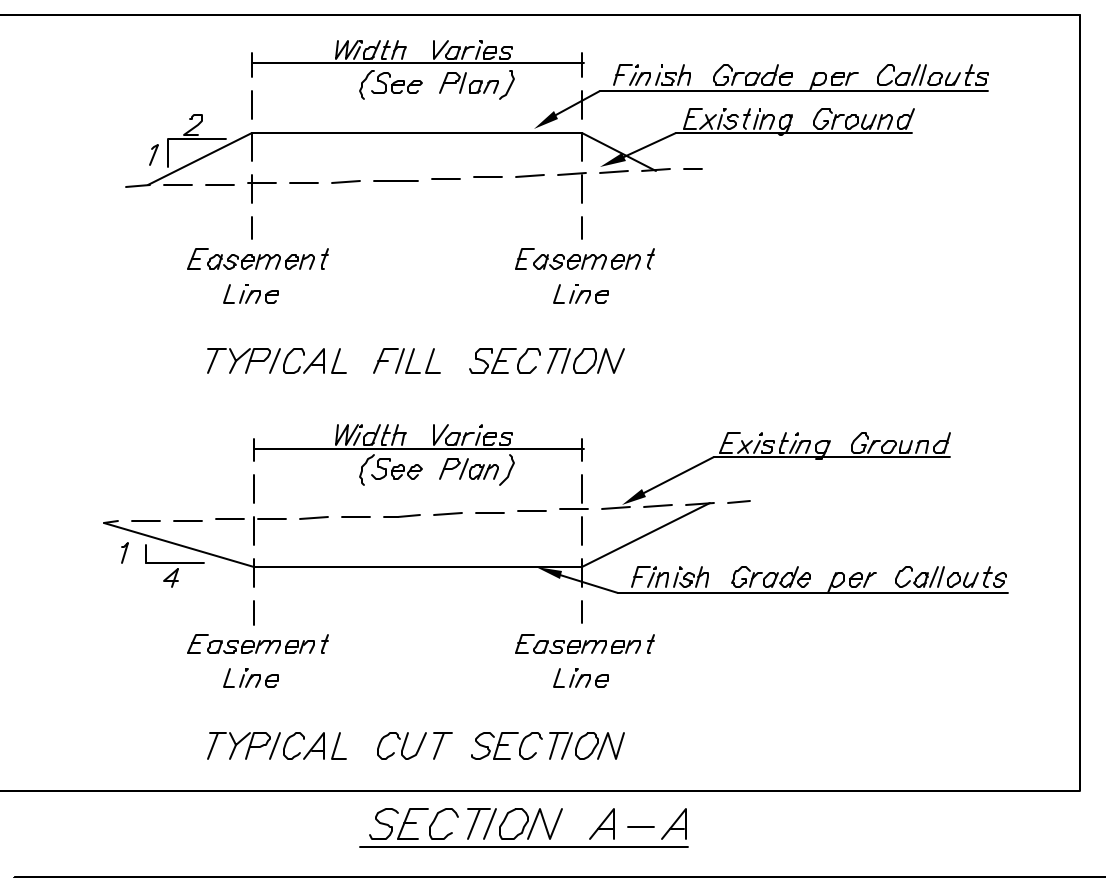 Width Varies
(See Plan)
Finish Grade per Callouts
Existing Ground
2
1
Easement
Line
Easement
Line
TYPICAL FILL SECTION
Width Varies
(See Plan)
Existing Ground
1
4
Finish Grade per Callouts
Easement
Line
Easement
Line
TYPICAL CUT SECTION
SECTION A-A